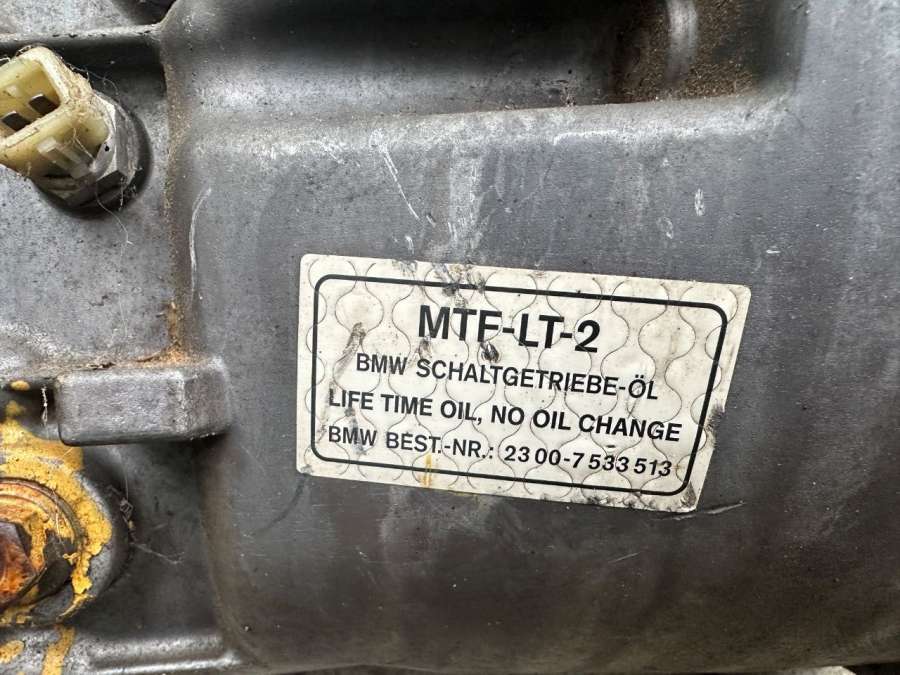 MTF-LT-2
BMW SCHALTGETRIEBE-ÖL
LIFE TIME OIL, NO OIL CHANGE
BMW BEST.-NR.: 23 00-7 533 513